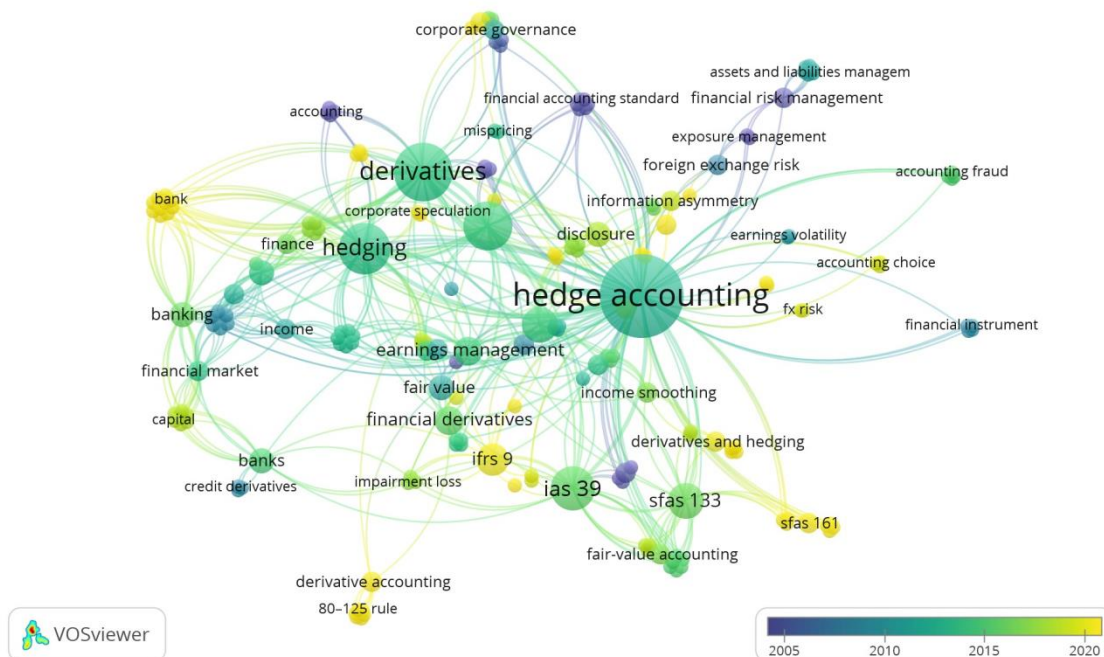 corporate governance
assets and liabilities managem
financial accounting standard
financial risk management
accounting
mispricing
exposure management
foreign exchange risk
derivatives
accounting fraud
bank
information asymmetry
corporate speculation
disclosure
earnings volatility
finance
hedging
accounting choice
hedge accounting
fx risk
banking
income
financial instrument
earnings management
financial market
fair value
income smoothing
capital
financial derivatives
derivatives and hedging
banks
ifrs 9
credit derivatives
impairment loss
ias 39
sfas 133
sfas 161
fair-value accounting
derivative accounting
80–125 rule
VOSviewer
2005 2010 2015 2020